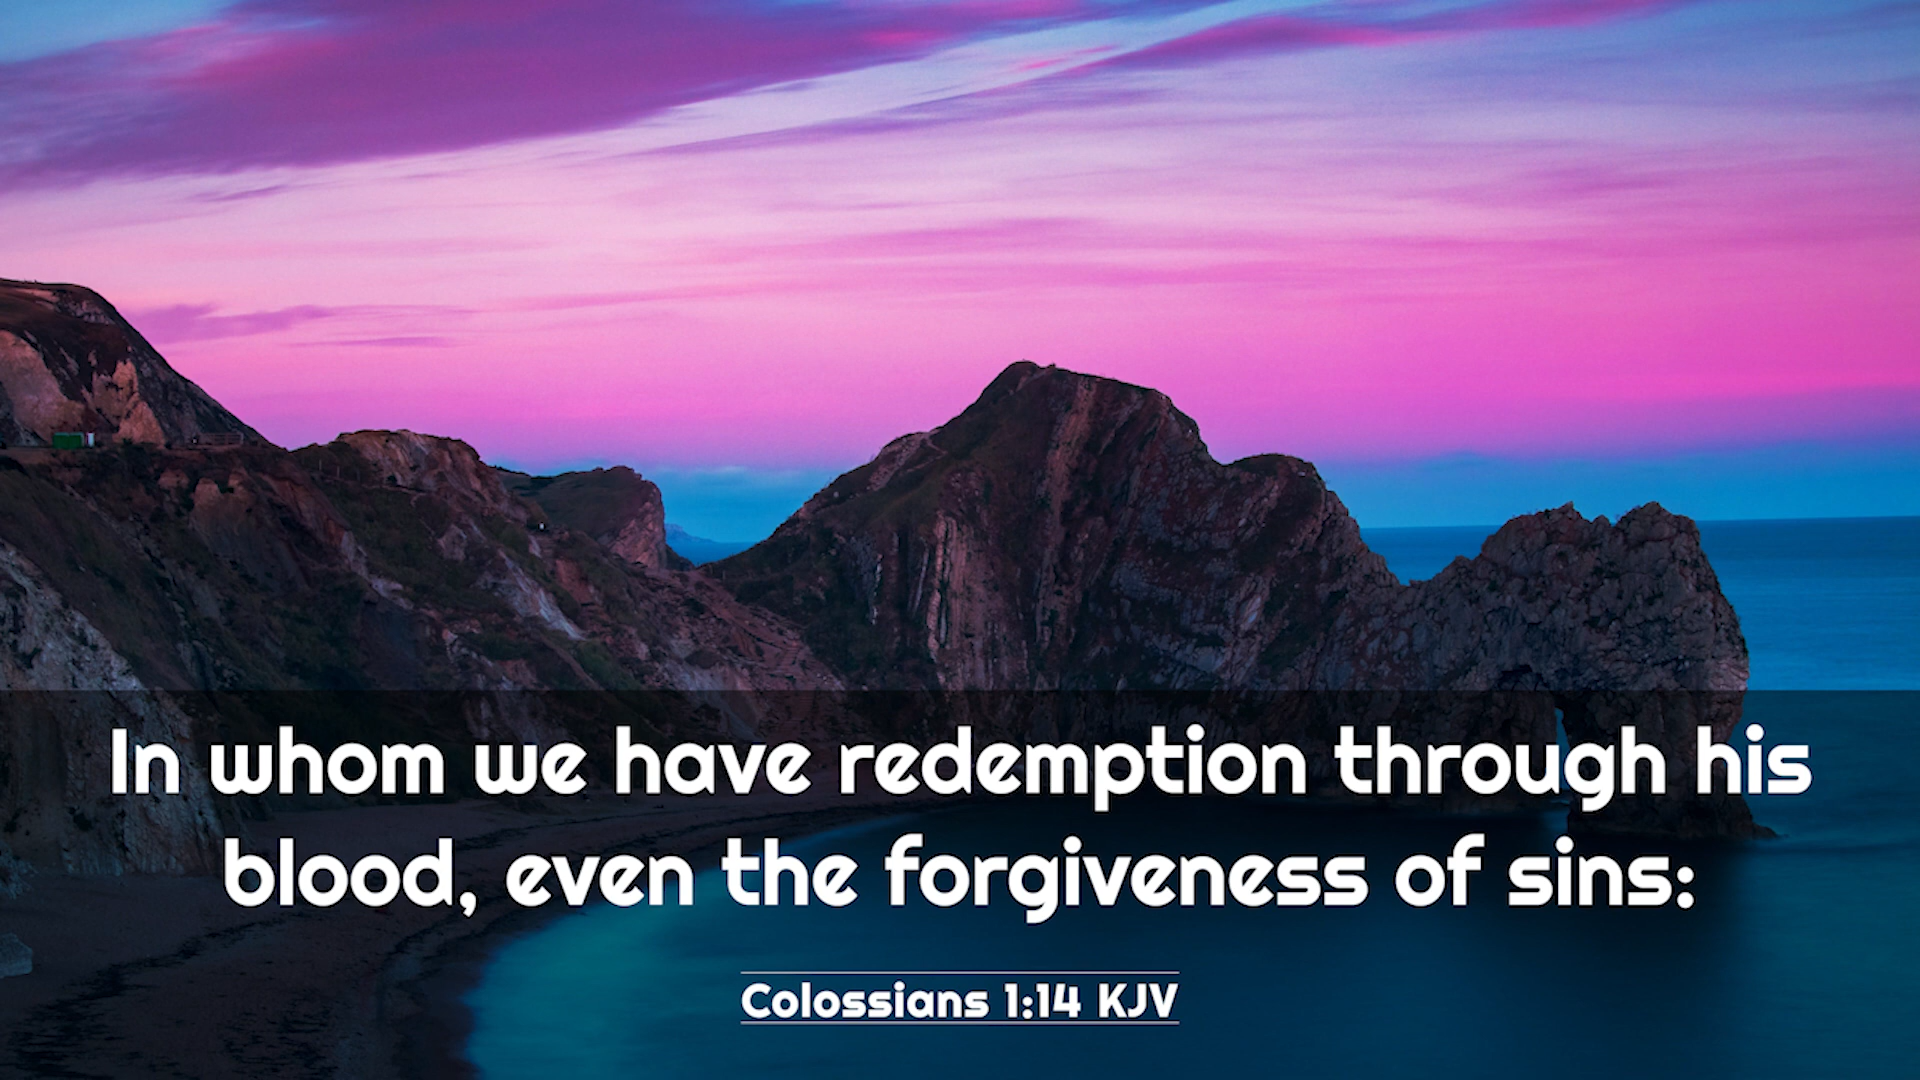 In whom we have redemption through his
blood, even the forgiveness of sins:
Colossians 1:14 KJV